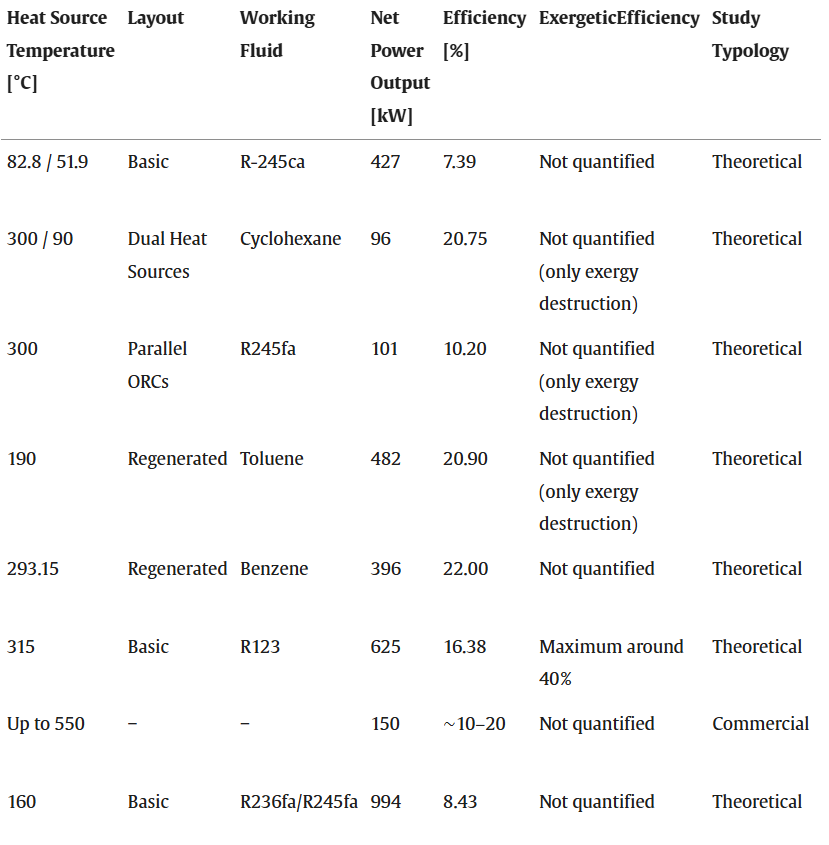 Heat Source Layout Working Net Efficiency ExergeticEfficiency Study
Temperature Fluid Power [%] Typology
[°C] Output
[kW]
82.8 / 51.9 Basic R-245ca 427 7.39 Not quantified Theoretical
300 / 90 Dual Heat Cyclohexane 96 20.75 Not quantified Theoretical
Sources (only exergy
destruction)
300 Parallel R245fa 101 10.20 Not quantified Theoretical
ORCs (only exergy
destruction)
190 Regenerated Toluene 482 20.90 Not quantified Theoretical
(only exergy
destruction)
293.15 Regenerated Benzene 396 22.00 Not quantified Theoretical
315 Basic R123 625 16.38 Maximum around Theoretical
40%
Up to 550 – – 150 ~10–20 Not quantified Commercial
160 Basic R236fa/R245fa 994 8.43 Not quantified Theoretical